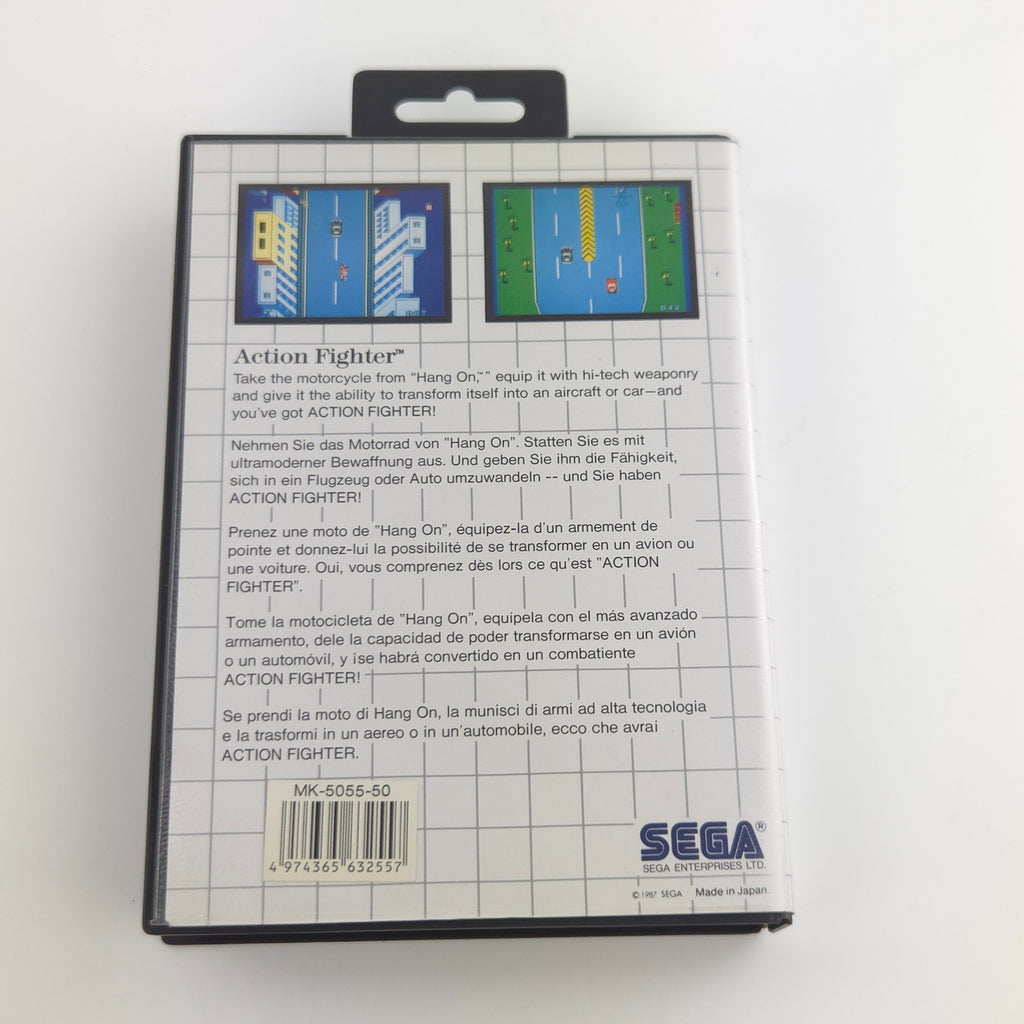 Action Fighter™
Take the motorcycle from "Hang On,™" equip it with hi-tech weaponry
and give it the ability to transform itself into an aircraft or car—and
you've got ACTION FIGHTER!
Nehmen Sie das Motorrad von "Hang On". Statten Sie es mit
ultramoderner Bewaffnung aus. Und geben Sie ihm die Fähigkeit,
sich in ein Flugzeug oder Auto umzuwandeln -- und Sie haben
ACTION FIGHTER!
Prenez une moto de "Hang On", équipez-la d'un armement de
pointe et donnez-lui la possibilité de se transformer en un avion ou
une voiture. Oui, vous comprenez dès lors ce qu'est "ACTION
FIGHTER".
Tome la motocicleta de "Hang On", equípela con el más avanzado
armamento, dele la capacidad de poder transformarse en un avión
o un automóvil, y ise habrá convertido en un combatiente
ACTION FIGHTER!
Se prendi la moto di Hang On, la munisci di armi ad alta tecnologia
e la trasformi in un aereo o in un'automobile, ecco che avrai
ACTION FIGHTER.
MK-5055-50
4 974365 632557
SEGA®
SEGA ENTERPRISES LTD.
© 1987 SEGA Made in Japan.